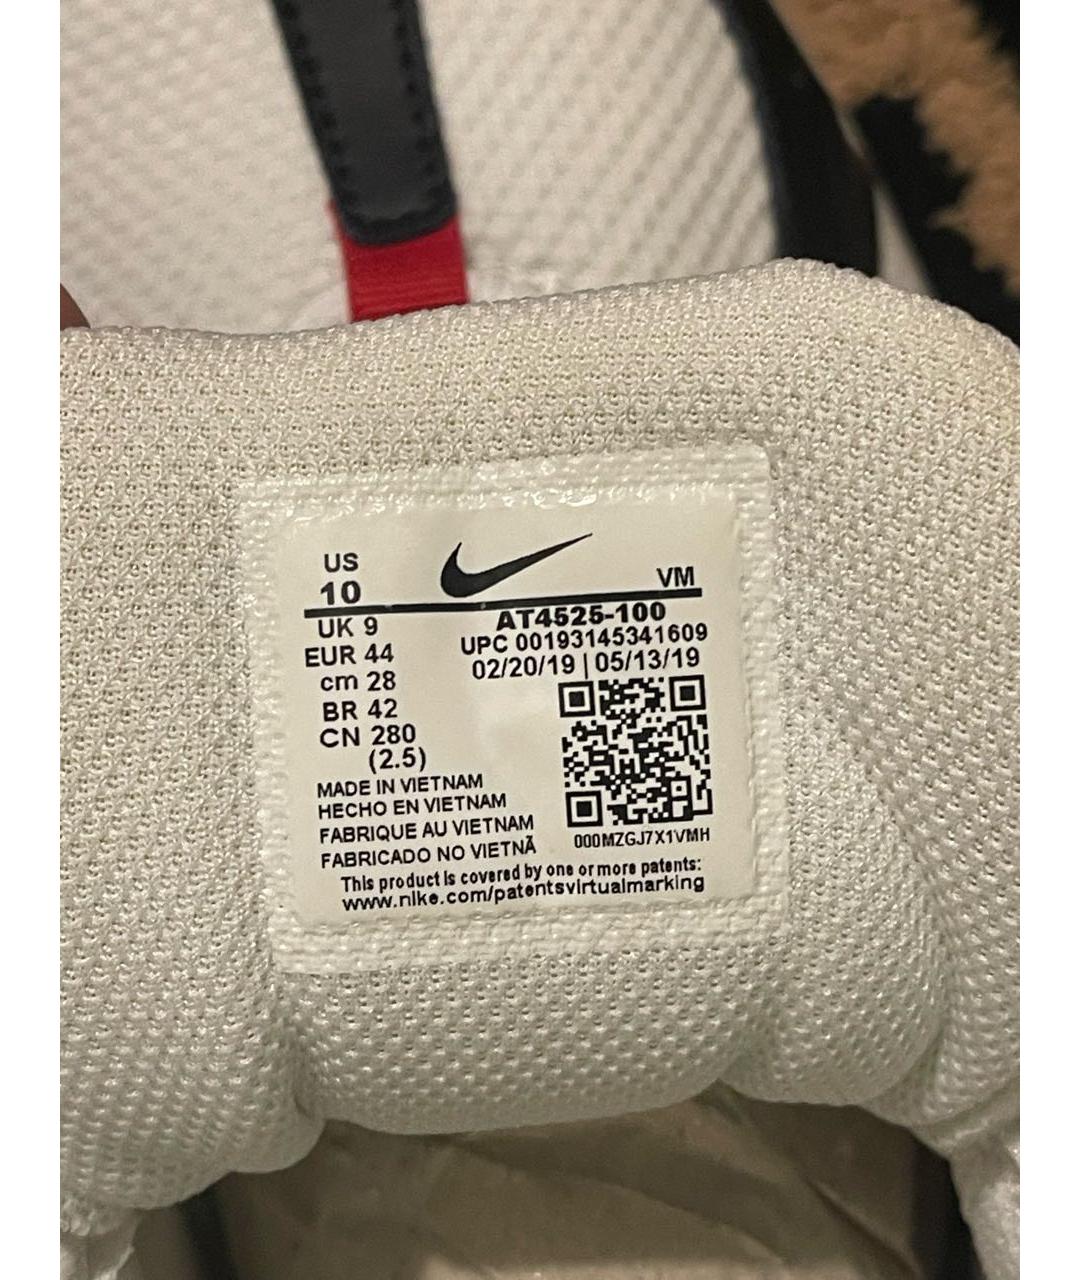 US
10
VM
UK 9
EUR 44
cm 28
BR 42
CN 280
(2.5)
AT4525-100
UPC 00193145341609
02/20/19 | 05/13/19
000MZGJ7X1VMH
MADE IN VIETNAM
HECHO EN VIETNAM
FABRIQUE AU VIETNAM
FABRICADO NO VIETNÃ
This product is covered by one or more patents:
www.nike.com/patentsvirtualmarking